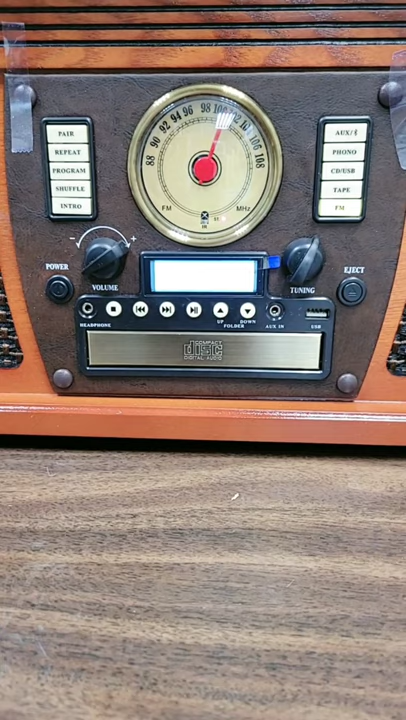 PAIR
REPEAT
PROGRAM
SHUFFLE
INTRO
88 90 92 94 96 98 100 102 106 108
FM MHz
AUX/
PHONO
CD/USB
TAPE
FM
POWER
VOLUME
TUNING
EJECT
HEADPHONE
UP DOWN
FOLDER
AUX IN
USB
COMPACT
disc
DIGITAL AUDIO